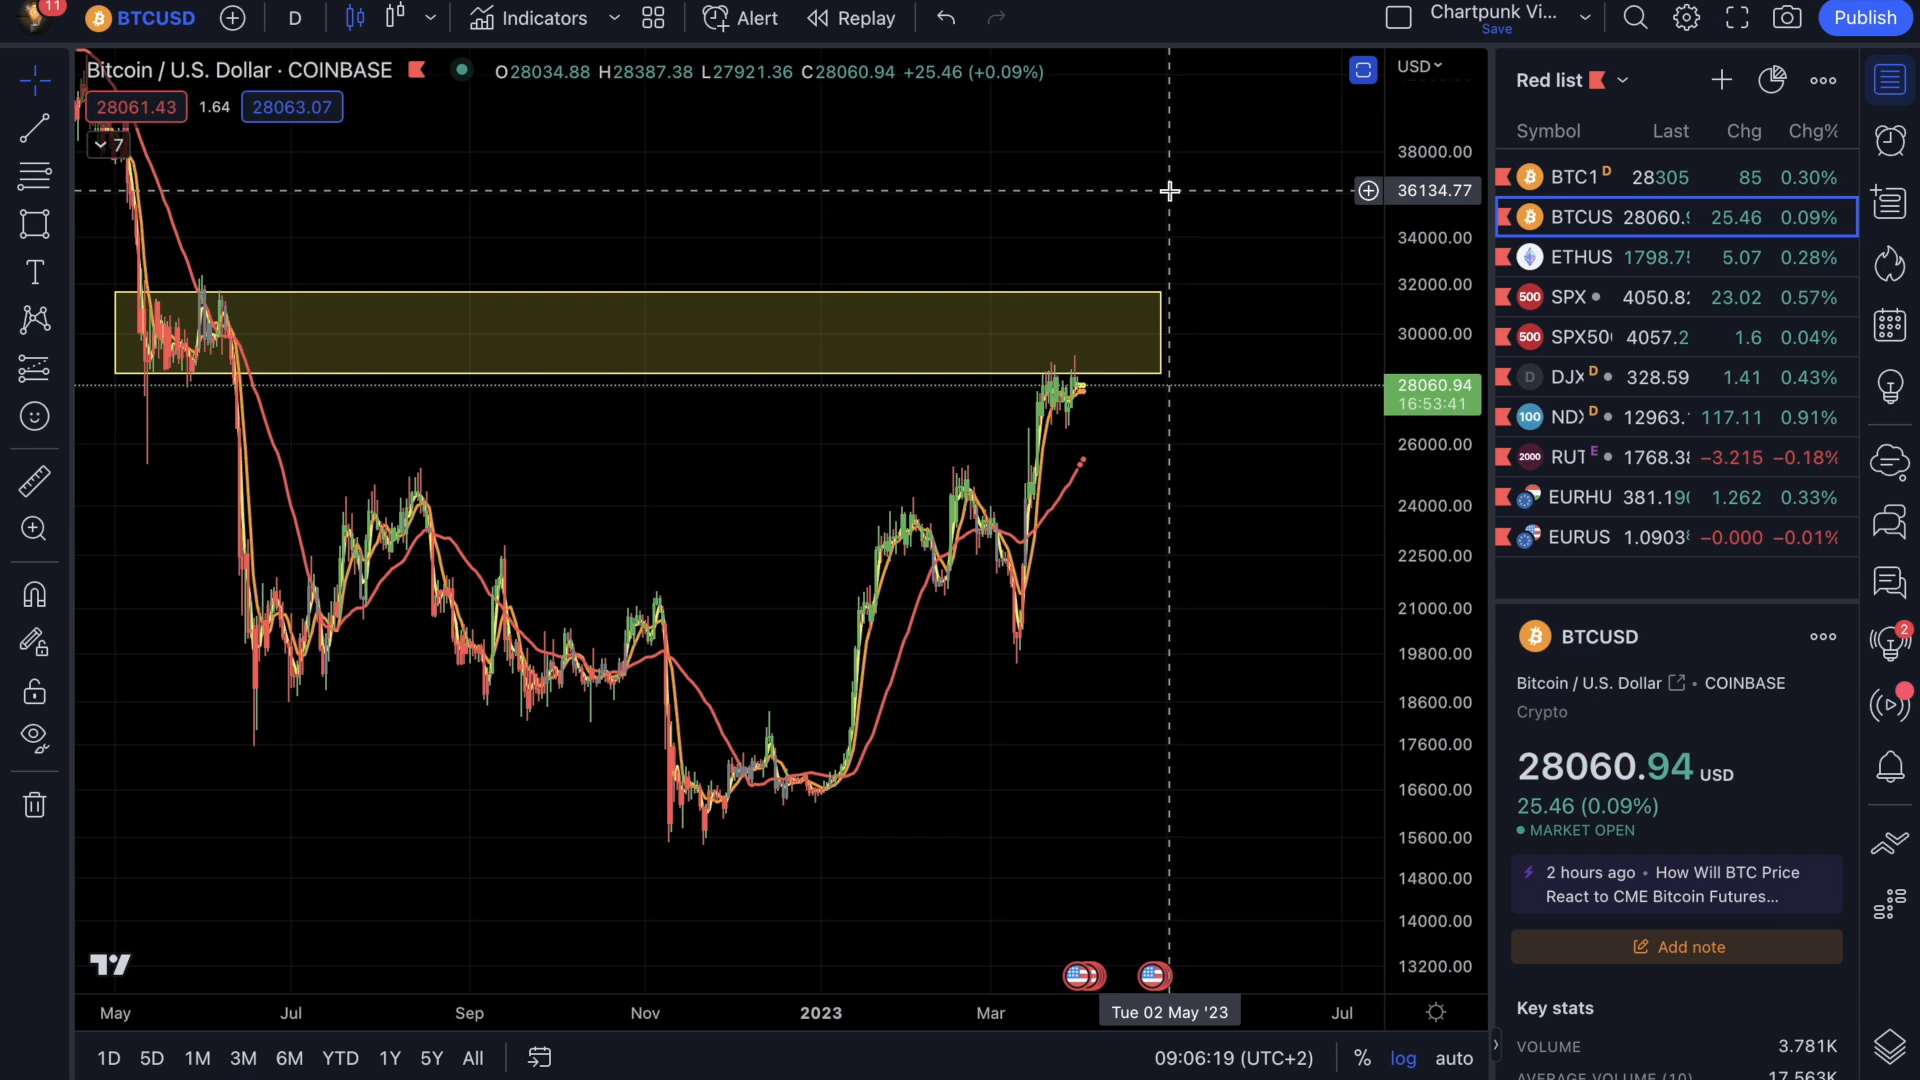 11
BTCUSD
D
Indicators
Alert
Replay
Chartpunk Vi...
Save
Publish
Bitcoin / U.S. Dollar · COINBASE
O28034.88 H28387.38 L27921.36 C28060.94 +25.46 (+0.09%)
28061.43
1.64
28063.07
7
USD
38000.00
36134.77
34000.00
32000.00
30000.00
28060.94
16:53:41
26000.00
24000.00
22500.00
21000.00
19800.00
18600.00
17600.00
16600.00
15600.00
14800.00
14000.00
13200.00
May
Jul
Sep
Nov
2023
Mar
Tue 02 May '23
Jul
1D
5D
1M
3M
6M
YTD
1Y
5Y
All
09:06:19 (UTC+2)
%
log
auto
Red list
Symbol Last Chg Chg%
BTC1 D 28305 85 0.30%
BTCUS 28060. 25.46 0.09%
ETHUS 1798.7 5.07 0.28%
500 SPX 4050.8 23.02 0.57%
500 SPX50 4057.2 1.6 0.04%
D DJX D 328.59 1.41 0.43%
100 NDX D 12963. 117.11 0.91%
2000 RUT E 1768.3 −3.215 −0.18%
EURHU 381.19 1.262 0.33%
EURUS 1.0903 −0.000 −0.01%
BTCUSD
Bitcoin / U.S. Dollar • COINBASE
Crypto
28060.94 USD
25.46 (0.09%)
MARKET OPEN
2 hours ago • How Will BTC Price
React to CME Bitcoin Futures...
Add note
Key stats
VOLUME 3.781K
AVERAGE VOLUME (10) 17.563K
2